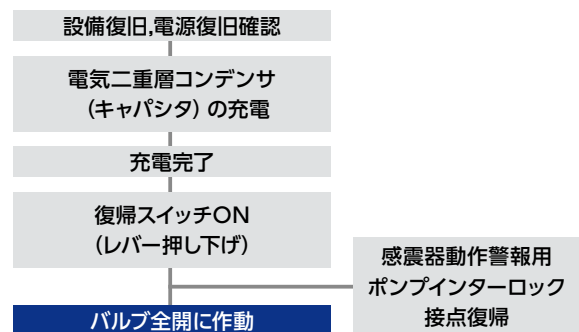 設備復旧,電源復旧確認
電気二重層コンデンサ
（キャパシタ）の充電
充電完了
復帰スイッチON
（レバー押し下げ）
感震器動作警報用
ポンプインターロック
接点復帰
バルブ全開に作動